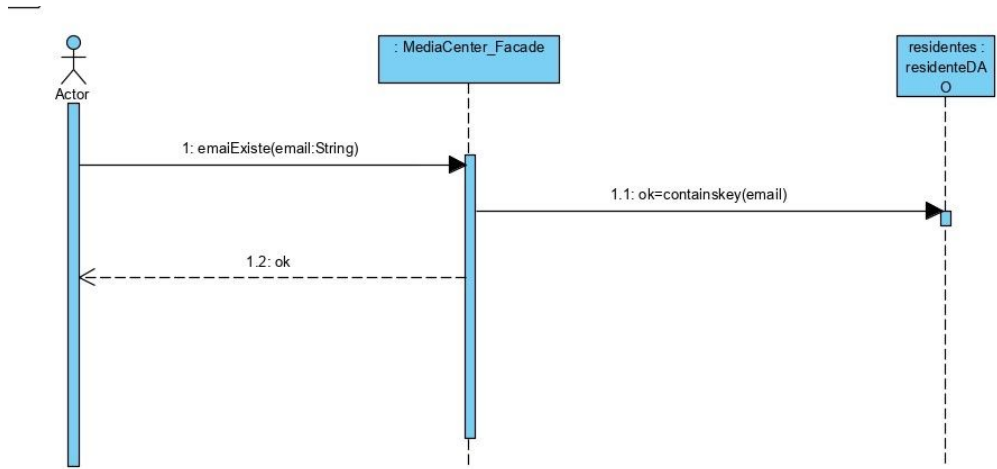 : MediaCenter_Facade
residentes :
residenteDA
O
Actor
1: emaiExiste(email:String)
1.1: ok=containskey(email)
1.2: ok